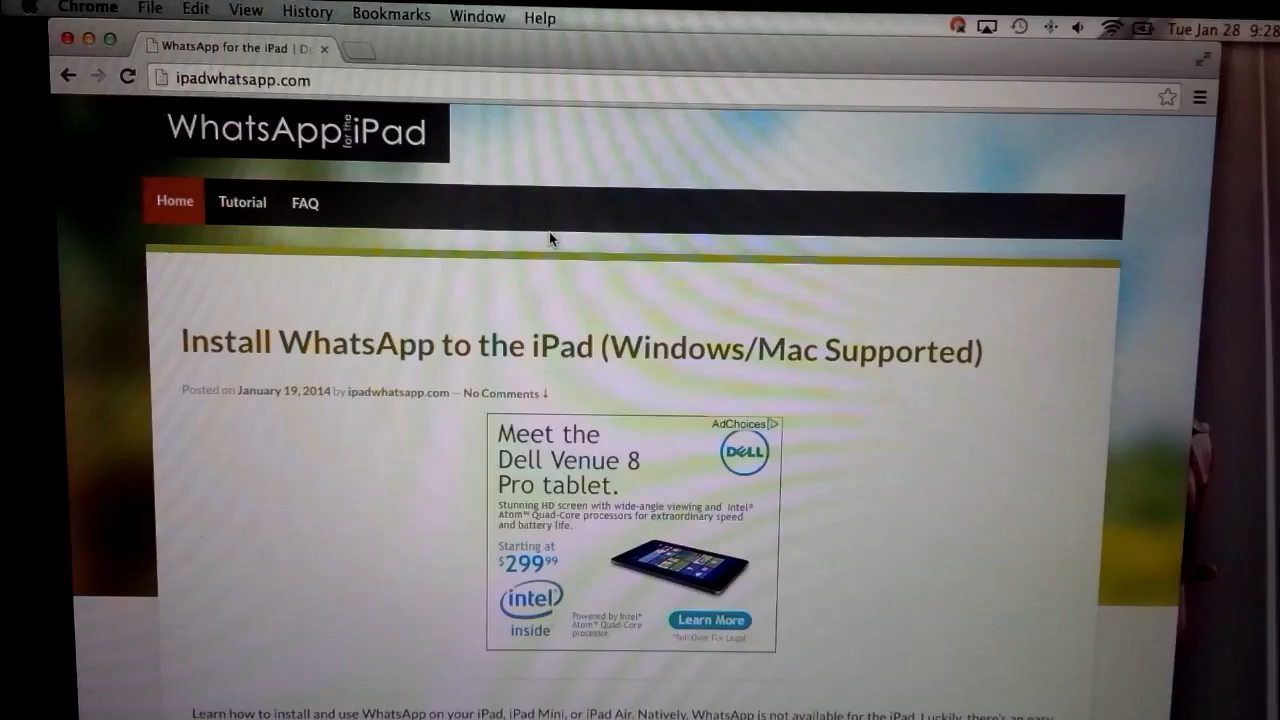 Chrome File Edit View History Bookmarks Window Help
Tue Jan 28 9:28
WhatsApp for the iPad | Do
ipadwhatsapp.com
WhatsApp for the iPad
Home Tutorial FAQ
Install WhatsApp to the iPad (Windows/Mac Supported)
Posted on January 19, 2014 by ipadwhatsapp.com — No Comments ↓
AdChoices
Meet the
Dell Venue 8
Pro tablet.
DELL
Stunning HD screen with wide-angle viewing and Intel®
Atom™ Quad-Core processors for extraordinary speed
and battery life.
Starting at
$299⁹⁹
intel
inside
Powered by Intel®
Atom™ Quad-Core
processor.
Learn More
Learn how to install and use WhatsApp on your iPad, iPad Mini, or iPad Air. Natively, WhatsApp is not available for the iPad. Luckily, there's an easy